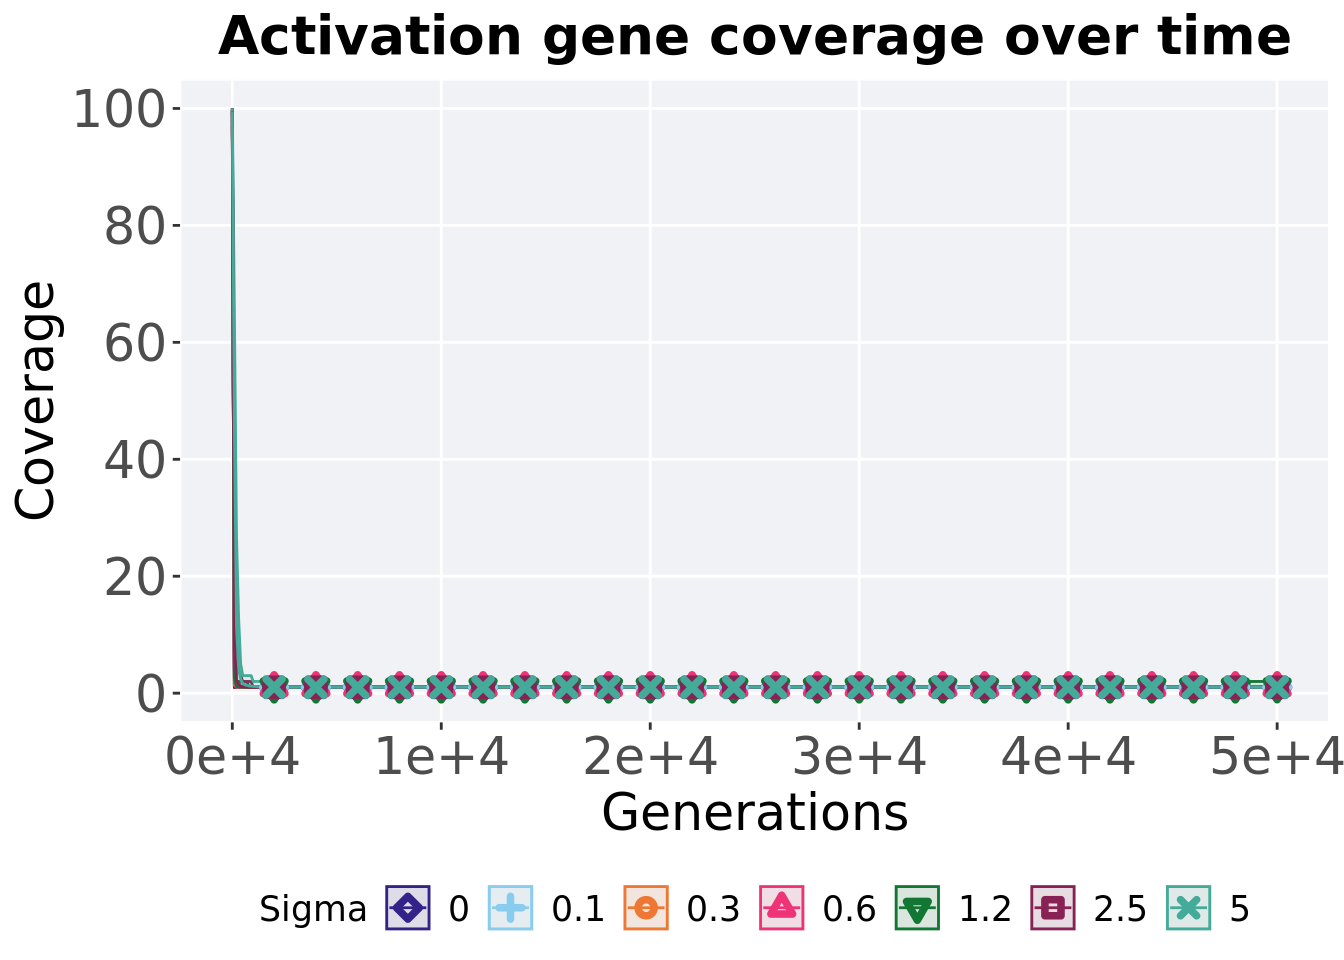 Activation gene coverage over time
100
80
60
40
20
0
Coverage
0e+4 1e+4 2e+4 3e+4 4e+4 5e+4
Generations
Sigma 0 0.1 0.3 0.6 1.2 2.5 5